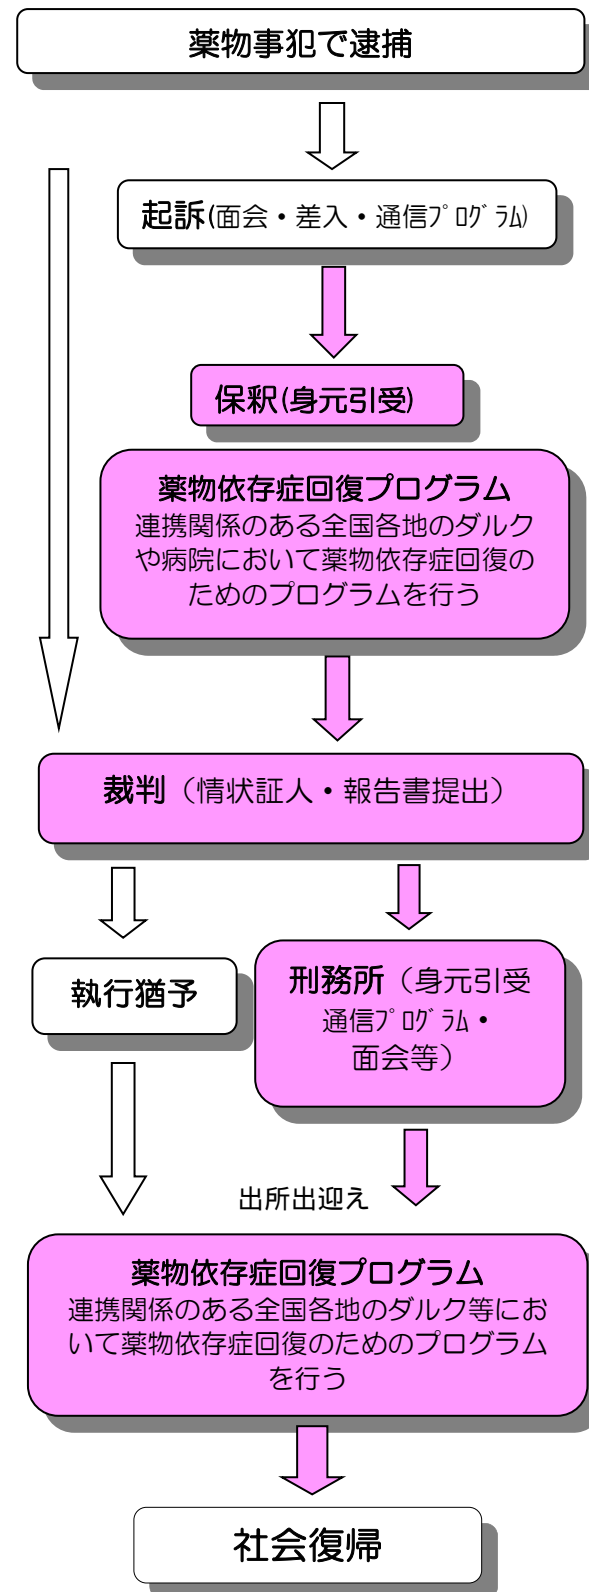 薬物事犯で逮捕
起訴(面会・差入・通信ﾌﾟﾛｸﾞﾗﾑ)
保釈(身元引受)
薬物依存症回復プログラム
連携関係のある全国各地のダルク
や病院において薬物依存症回復の
ためのプログラムを行う
裁判（情状証人・報告書提出）
執行猶予
刑務所（身元引受
通信ﾌﾟﾛｸﾞﾗﾑ・
面会等）
出所出迎え
薬物依存症回復プログラム
連携関係のある全国各地のダルク等にお
いて薬物依存症回復のためのプログラム
を行う
社会復帰